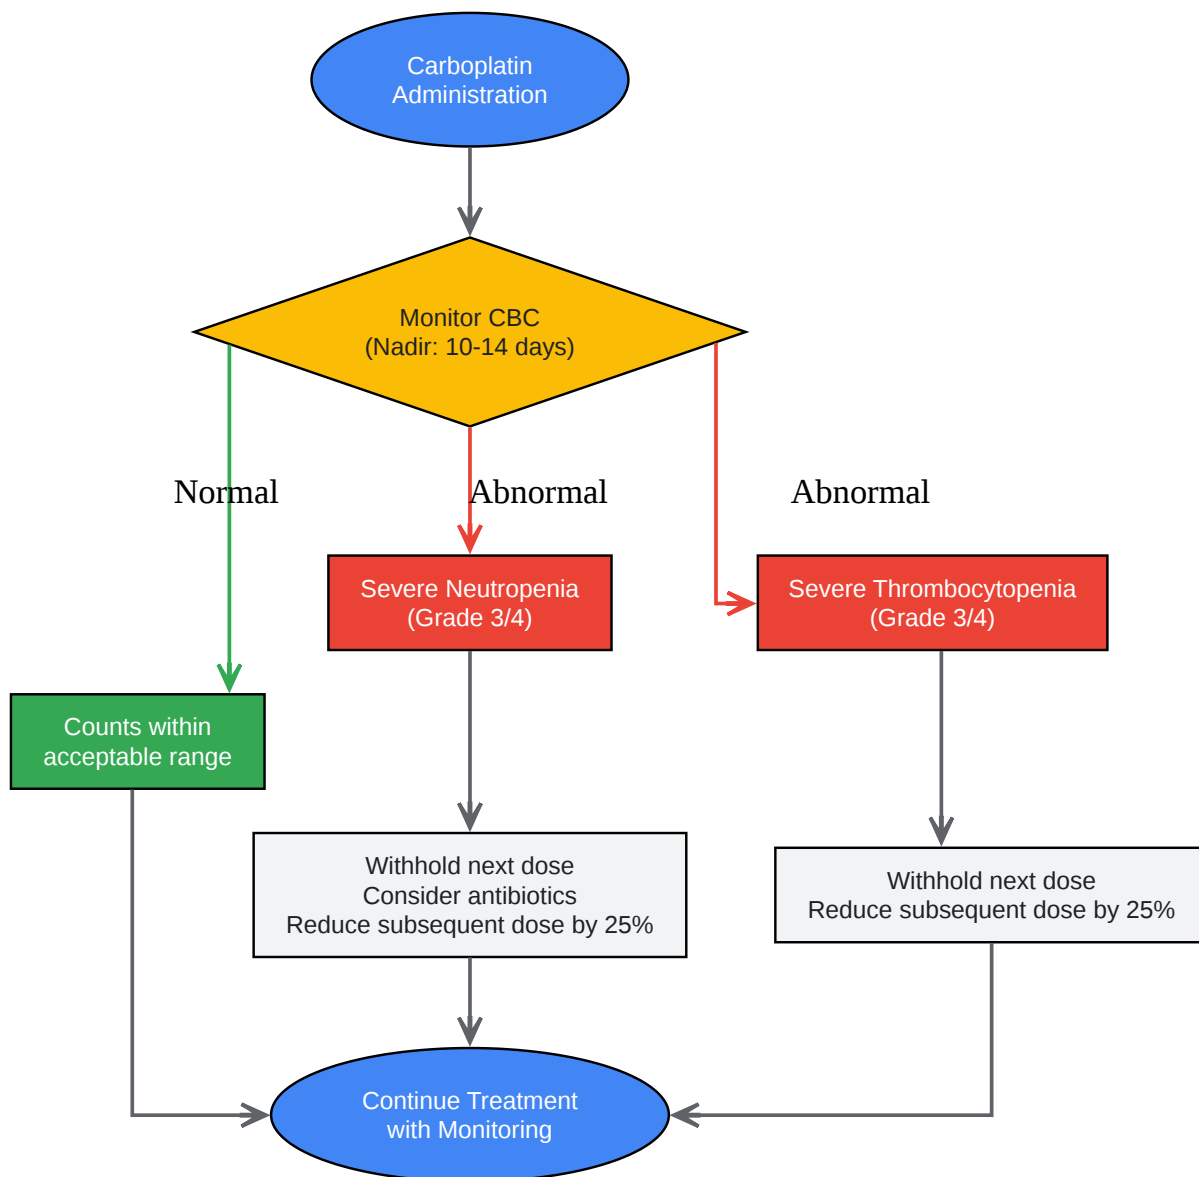 Carboplatin
Administration
Monitor CBC
(Nadir: 10-14 days)
Normal
Abnormal
Abnormal
Severe Neutropenia
(Grade 3/4)
Severe Thrombocytopenia
(Grade 3/4)
Counts within
acceptable range
Withhold next dose
Consider antibiotics
Reduce subsequent dose by 25%
Withhold next dose
Reduce subsequent dose by 25%
Continue Treatment
with Monitoring